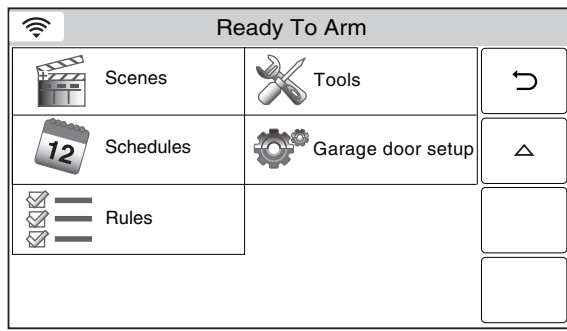 Ready To Arm
Scenes
Tools
12
Schedules
Garage door setup
Rules